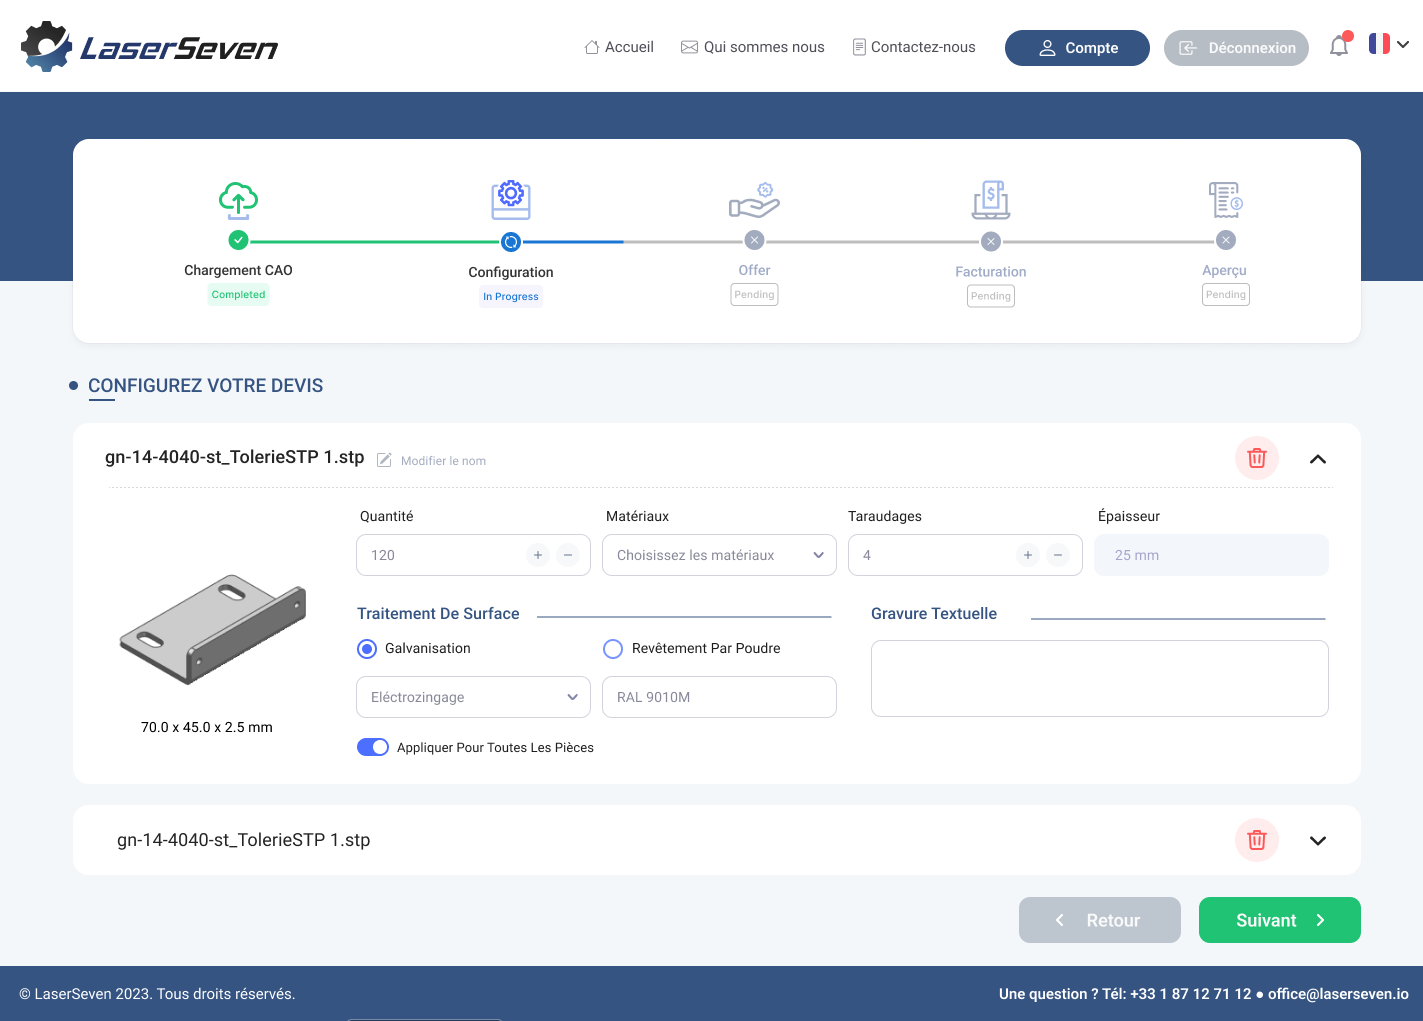 LaserSeven
Accueil
Qui sommes nous
Contactez-nous
Compte
Déconnexion
Chargement CAO
Completed
Configuration
In Progress
Offer
Pending
Facturation
Pending
Aperçu
Pending
CONFIGUREZ VOTRE DEVIS
gn-14-4040-st_TolerieSTP 1.stp
Modifier le nom
70.0 x 45.0 x 2.5 mm
Quantité
120
Matériaux
Choisissez les matériaux
Taraudages
4
Épaisseur
25 mm
Traitement De Surface
Galvanisation
Revêtement Par Poudre
Eléctrozingage
RAL 9010M
Appliquer Pour Toutes Les Pièces
Gravure Textuelle
gn-14-4040-st_TolerieSTP 1.stp
Retour
Suivant
© LaserSeven 2023. Tous droits réservés.
Une question ? Tél: +33 1 87 12 71 12 ● office@laserseven.io